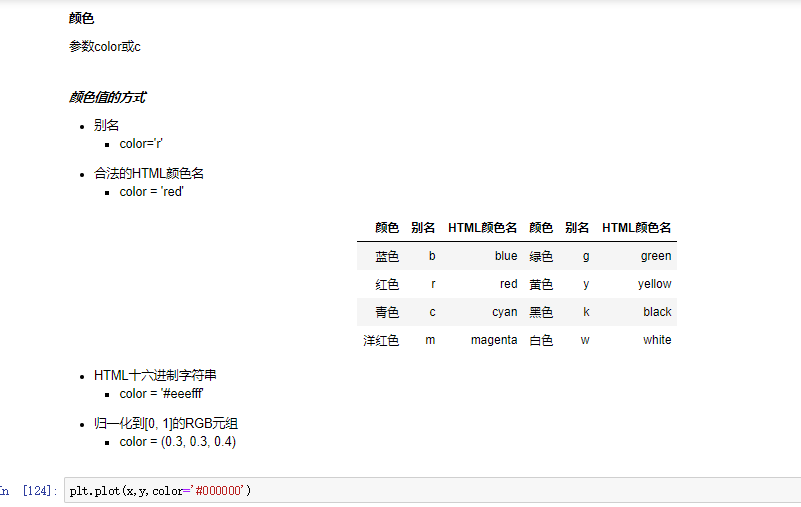 颜色
参数color或c
颜色值的方式
别名
color='r'
合法的HTML颜色名
color = 'red'
颜色 别名 HTML颜色名 颜色 别名 HTML颜色名
蓝色 b blue 绿色 g green
红色 r red 黄色 y yellow
青色 c cyan 黑色 k black
洋红色 m magenta 白色 w white
HTML十六进制字符串
color = '#eeefff'
归一化到[0, 1]的RGB元组
color = (0.3, 0.3, 0.4)
In [124]: plt.plot(x,y,color='#000000')